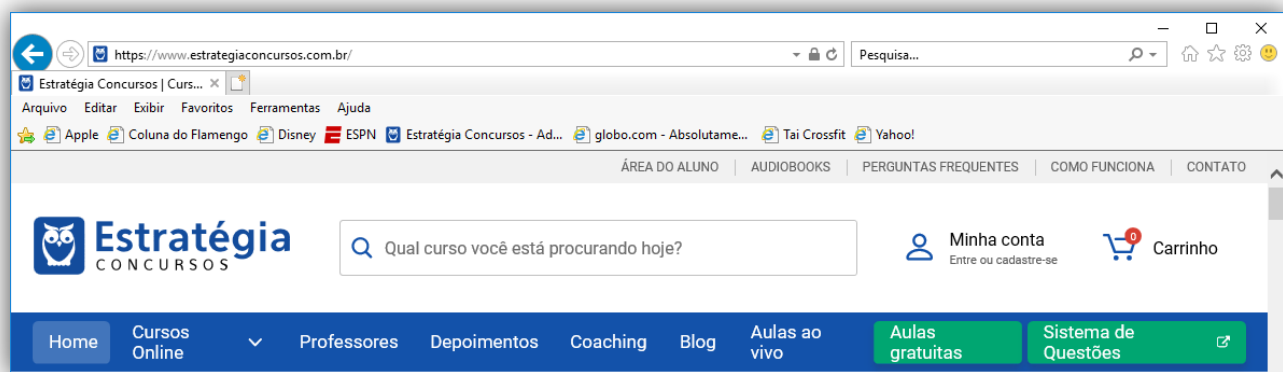 https://www.estrategiaconcursos.com.br/ Pesquisa...
Estratégia Concursos | Curs...
Arquivo Editar Exibir Favoritos Ferramentas Ajuda
Apple Coluna do Flamengo Disney ESPN Estratégia Concursos - Ad... globo.com - Absolutame... Tai Crossfit Yahoo!
ÁREA DO ALUNO | AUDIOBOOKS | PERGUNTAS FREQUENTES | COMO FUNCIONA | CONTATO
Estratégia
CONCURSOS
Qual curso você está procurando hoje?
Minha conta
Entre ou cadastre-se
0
Carrinho
Home
Cursos
Online
Professores
Depoimentos
Coaching
Blog
Aulas ao
vivo
Aulas
gratuitas
Sistema de
Questões